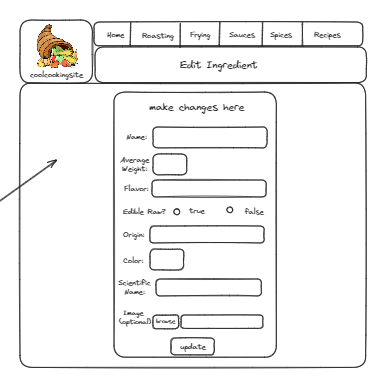 Home Roasting Frying Sauces Spices Recipes
coolcookingsite
Edit Ingredient
make changes here
Name:
Average
Weight:
Flavor:
Edible Raw? true false
Origin:
Color:
Scientific
Name:
Image
(optional) browse
update